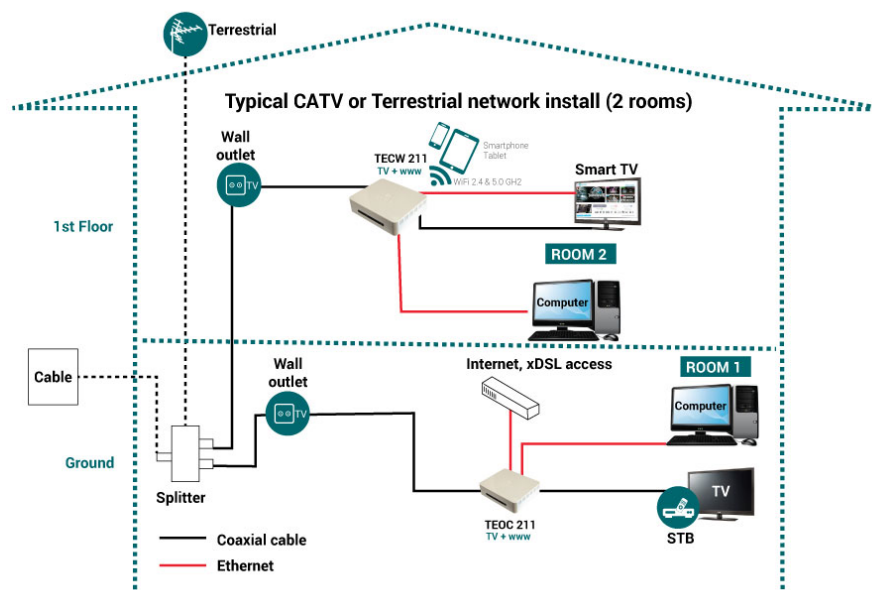 Terrestrial
Typical CATV or Terrestrial network install (2 rooms)
Wall
outlet
TV
TECW 211
TV + www
Smartphone
Tablet
WiFi 2.4 & 5.0 GH2
Smart TV
1st Floor
ROOM 2
Computer
Cable
Wall
outlet
TV
Internet, xDSL access
ROOM 1
Computer
Ground
Splitter
TEOC 211
TV + www
TV
STB
Coaxial cable
Ethernet